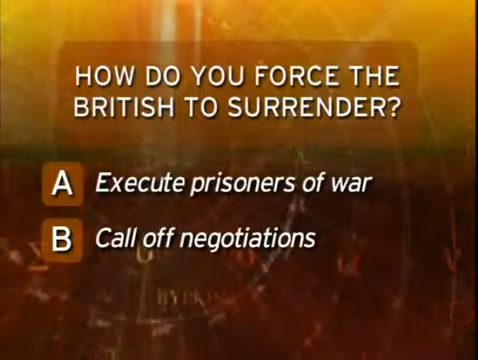 HOW DO YOU FORCE THE
BRITISH TO SURRENDER?
A Execute prisoners of war
B Call off negotiations